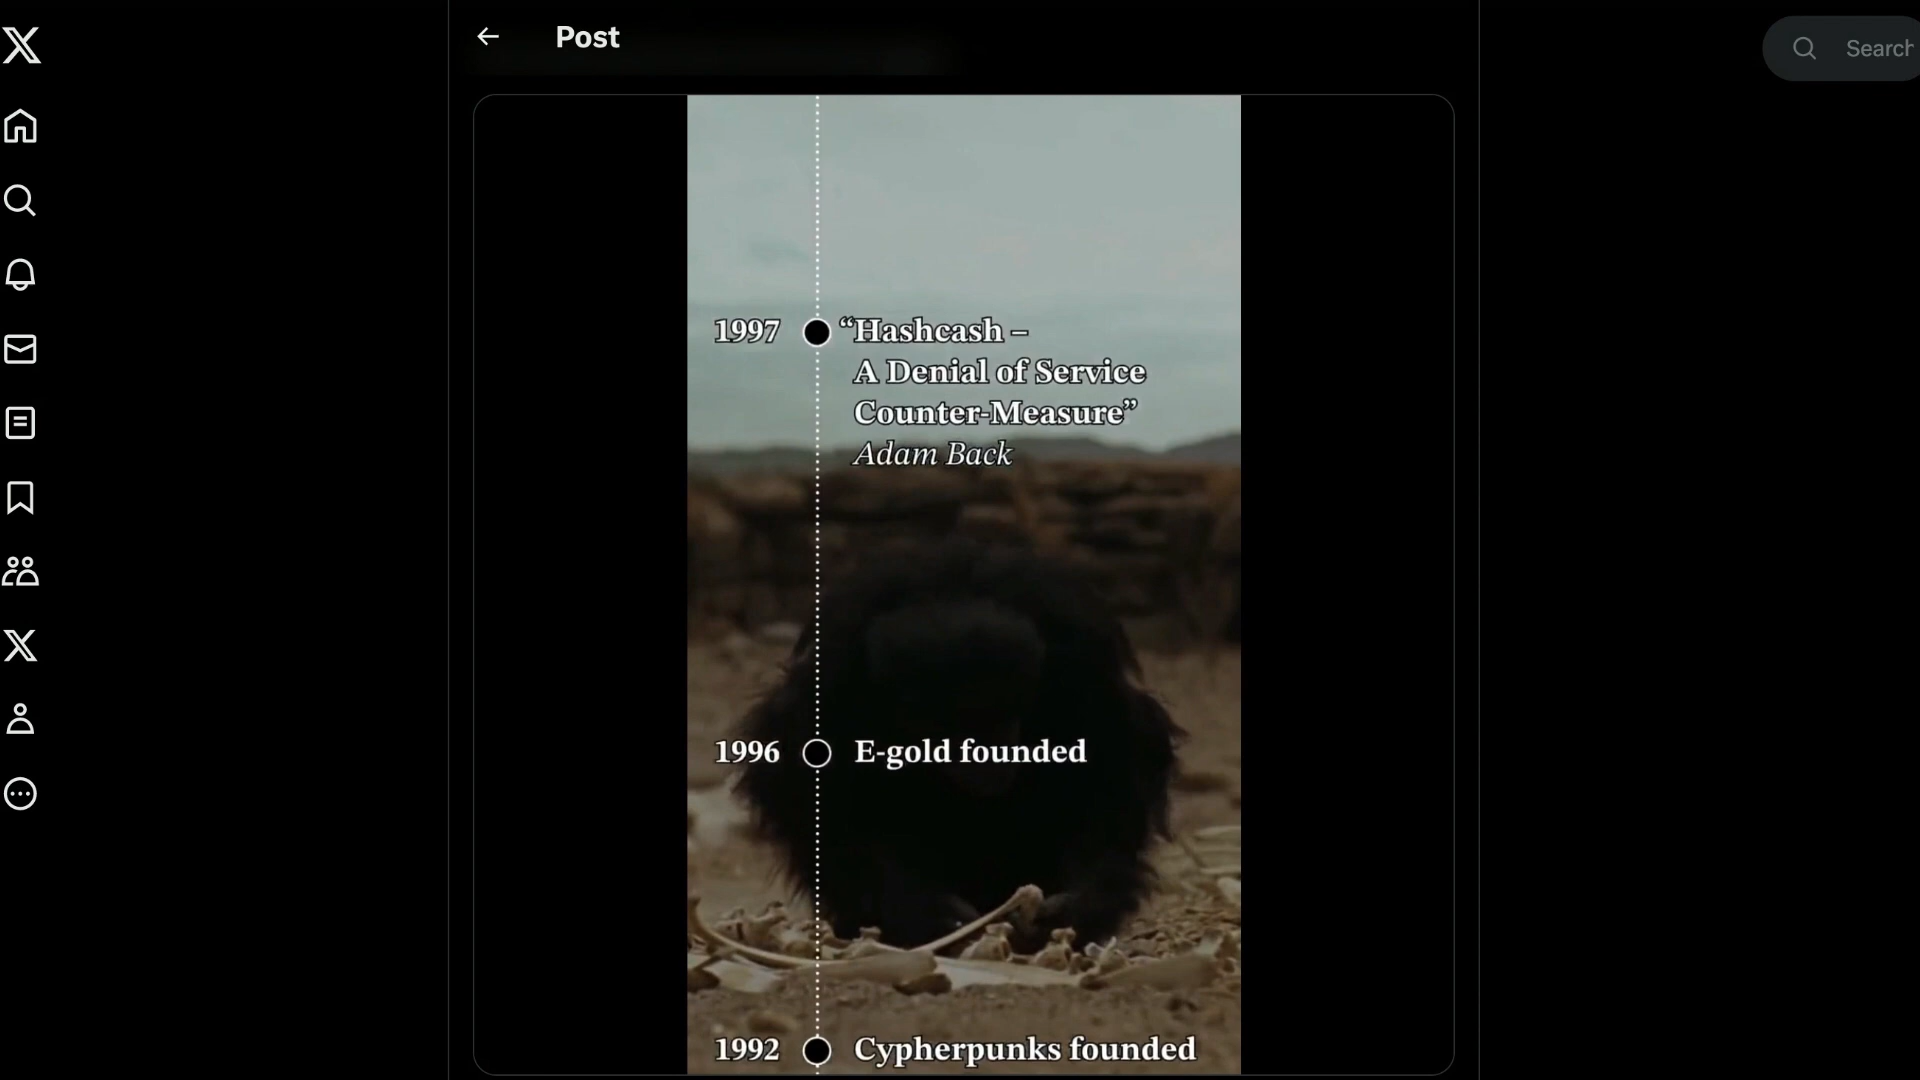 Post
Search
1997
“Hashcash –
A Denial of Service
Counter-Measure”
Adam Back
1996
E-gold founded
1992
Cypherpunks founded